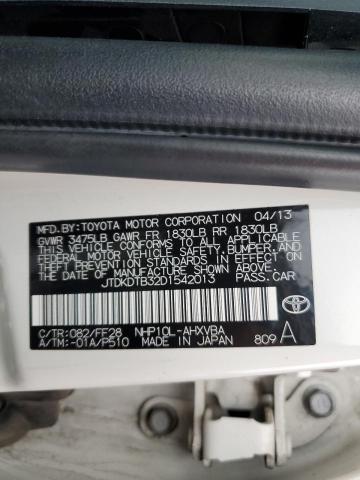 MFD.BY:TOYOTA MOTOR CORPORATION 04/13
GVWR 3475LB GAWR FR 1830LB RR 1830LB
THIS VEHICLE CONFORMS TO ALL APPLICABLE
FEDERAL MOTOR VEHICLE SAFETY, BUMPER, AND
THEFT PREVENTION STANDARDS IN EFFECT ON
THE DATE OF MANUFACTURE SHOWN ABOVE.
JTDKDTB32D1542013 PASS.CAR
C/TR:082/FF28 NHP10L-AHXVBA
A/TM:-01A/P510 MADE IN JAPAN 809 A
TOYOTA